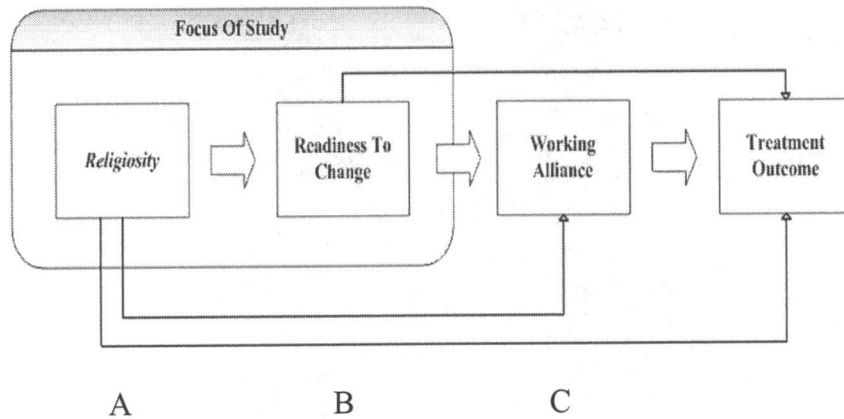 Focus Of Study
Religiosity
Readiness To
Change
Working
Alliance
Treatment
Outcome
A
B
C